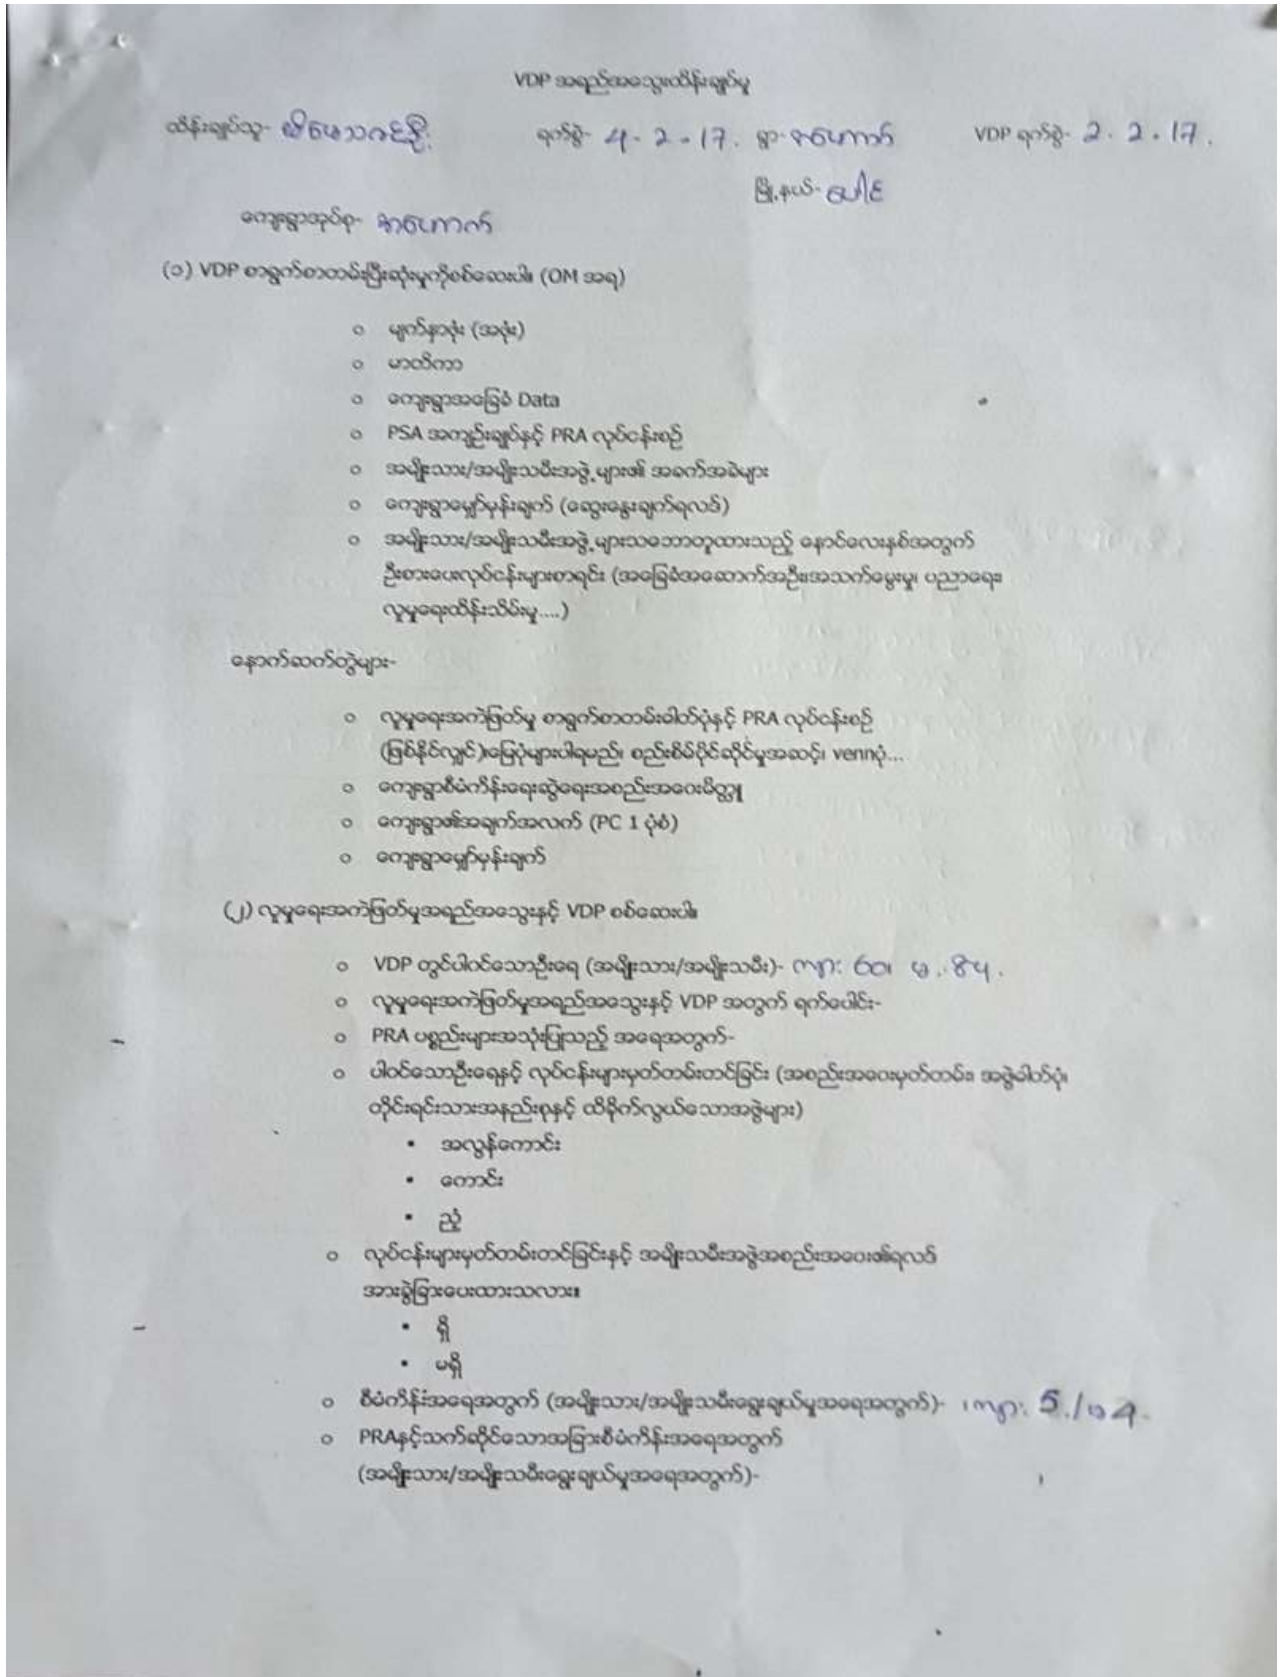 VDP အရည်အသွေးထိန်းချုပ်မှု
ထိန်းချုပ်သူ- ရက်စွဲ- 4-2-17. ရွာ- VDP ရက်စွဲ- 2.2.17.
မြို့နယ်- ပေါင်
ကျေးရွာအုပ်စု-
(၁) VDP စာရွက်စာတမ်းပြီးဆုံးမှုကိုစစ်ဆေးပါ။ (OM အရ)
○ မျက်နှာဖုံး (အဖုံး)
○ မာတိကာ
○ ကျေးရွာအခြေခံ Data
○ PSA အကျဉ်းချုပ်နှင့် PRA လုပ်ငန်းစဉ်
○ အမျိုးသား/အမျိုးသမီးအဖွဲ့များ၏ အခက်အခဲများ
○ ကျေးရွာမျှော်မှန်းချက် (ဆွေးနွေးချက်ရလဒ်)
○ အမျိုးသား/အမျိုးသမီးအဖွဲ့များသဘောတူထားသည့် နောင်လေးနှစ်အတွက်
ဦးစားပေးလုပ်ငန်းများစာရင်း (အခြေခံအဆောက်အဦး၊အသက်မွေးမှု၊ ပညာရေး၊
လူမှုရေးထိန်းသိမ်းမှု....)
နောက်ဆက်တွဲများ-
○ လူမှုရေးအကဲဖြတ်မှု စာရွက်စာတမ်းဓါတ်ပုံနှင့် PRA လုပ်ငန်းစဉ်
(ဖြစ်နိုင်လျှင်)၊မြေပုံများပါရမည်၊ စည်းစိမ်ပိုင်ဆိုင်မှုအဆင့်၊ vennပုံ...
○ ကျေးရွာစီမံကိန်းရေးဆွဲရေးအစည်းအဝေးမိတ္တူ
○ ကျေးရွာ၏အချက်အလက် (PC 1 ပုံစံ)
○ ကျေးရွာမျှော်မှန်းချက်
(၂) လူမှုရေးအကဲဖြတ်မှုအရည်အသွေးနှင့် VDP စစ်ဆေးပါ။
○ VDP တွင်ပါဝင်သောဦးရေ (အမျိုးသား/အမျိုးသမီး)- ကျား 60၊ မ. 84.
○ လူမှုရေးအကဲဖြတ်မှုအရည်အသွေးနှင့် VDP အတွက် ရက်ပေါင်း-
○ PRA ပစ္စည်းများအသုံးပြုသည့် အရေအတွက်-
○ ပါဝင်သောဦးရေနှင့် လုပ်ငန်းများမှတ်တမ်းတင်ခြင်း (အစည်းအဝေးမှတ်တမ်း၊ အဖွဲ့ဓါတ်ပုံ၊
တိုင်းရင်းသားအနည်းစုနှင့် ထိခိုက်လွယ်သောအဖွဲ့များ)
▪ အလွန်ကောင်း
▪ ကောင်း
▪ ညံ့
○ လုပ်ငန်းများမှတ်တမ်းတင်ခြင်းနှင့် အမျိုးသမီးအဖွဲ့အစည်းအဝေး၏ရလဒ်
အားခွဲခြားပေးထားသလား။
▪ ရှိ
▪ မရှိ
○ စီမံကိန်းအရေအတွက် (အမျိုးသား/အမျိုးသမီးရွေးချယ်မှုအရေအတွက်)- ကျား 5./မ 4.
○ PRAနှင့်သက်ဆိုင်သောအခြားစီမံကိန်းအရေအတွက်
(အမျိုးသား/အမျိုးသမီးရွေးချယ်မှုအရေအတွက်)-